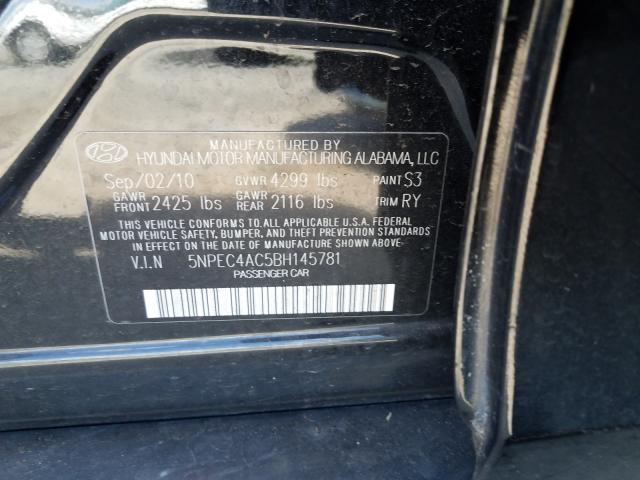 MANUFACTURED BY
HYUNDAI MOTOR MANUFACTURING ALABAMA, LLC
Sep/02/10 GVWR 4299 lbs PAINT S3
GAWR FRONT 2425 lbs GAWR REAR 2116 lbs TRIM RY
THIS VEHICLE CONFORMS TO ALL APPLICABLE U.S.A. FEDERAL
MOTOR VEHICLE SAFETY, BUMPER, AND THEFT PREVENTION STANDARDS
IN EFFECT ON THE DATE OF MANUFACTURE SHOWN ABOVE.
V.I.N 5NPEC4AC5BH145781
PASSENGER CAR